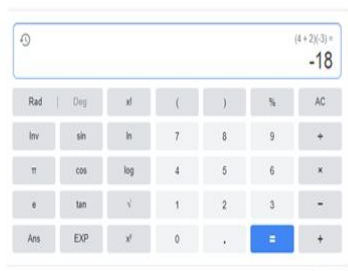 (4 + 2)(-3) =
-18
Rad | Deg x! ( ) % AC
Inv sin ln 7 8 9 ÷
π cos log 4 5 6 ×
e tan √ 1 2 3 −
Ans EXP xʸ 0 . = +